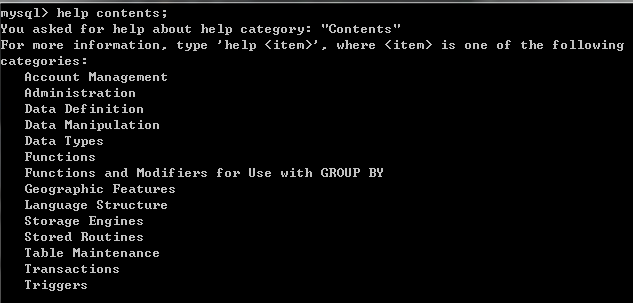 mysql> help contents;
You asked for help about help category: "Contents"
For more information, type 'help <item>', where <item> is one of the following
categories:
Account Management
Administration
Data Definition
Data Manipulation
Data Types
Functions
Functions and Modifiers for Use with GROUP BY
Geographic Features
Language Structure
Storage Engines
Stored Routines
Table Maintenance
Transactions
Triggers